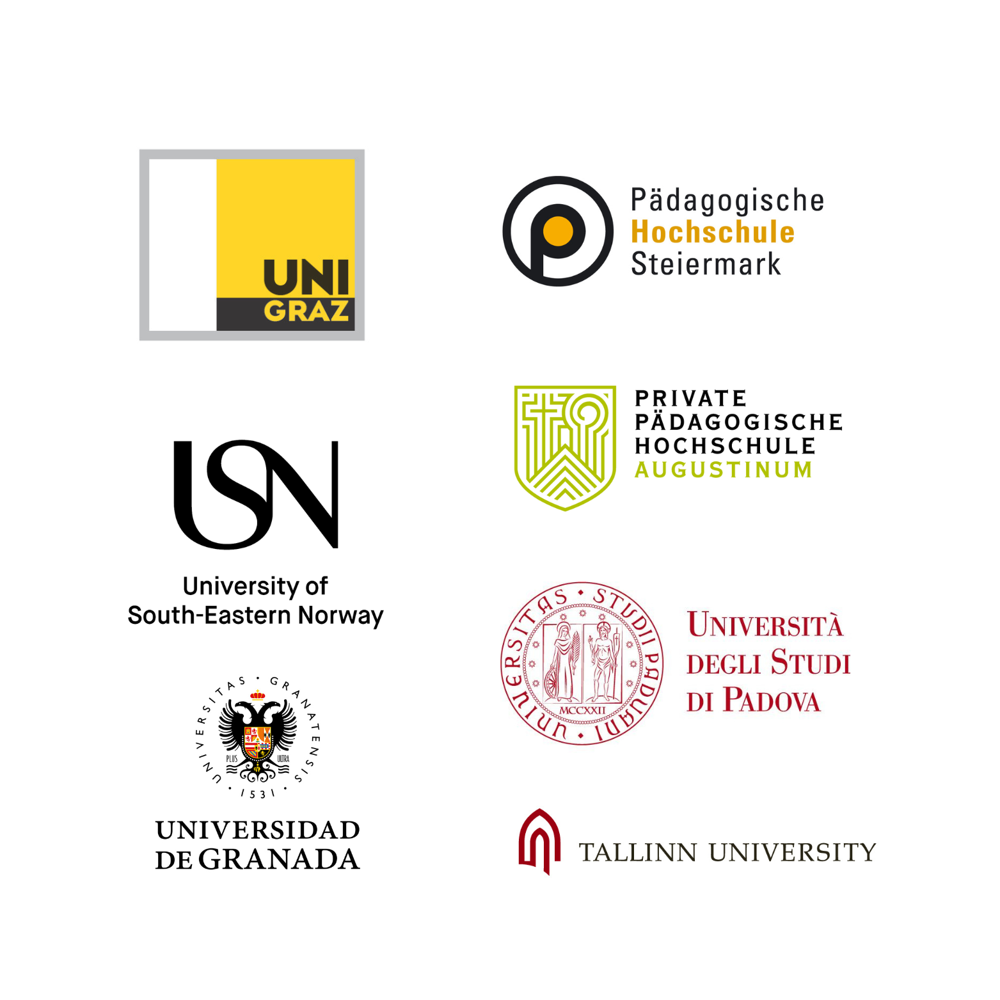 UNI
GRAZ
Pädagogische
Hochschule
Steiermark
USN
University of
South-Eastern Norway
PRIVATE
PÄDAGOGISCHE
HOCHSCHULE
AUGUSTINUM
UNIVERSITAS · STUDII PADUANI ·
MCCXXII
UNIVERSITÀ
DEGLI STUDI
DI PADOVA
UNIVERSITAS · GRANATENSIS · 1531 ·
PLUS ULTRA
UNIVERSIDAD
DE GRANADA
TALLINN UNIVERSITY